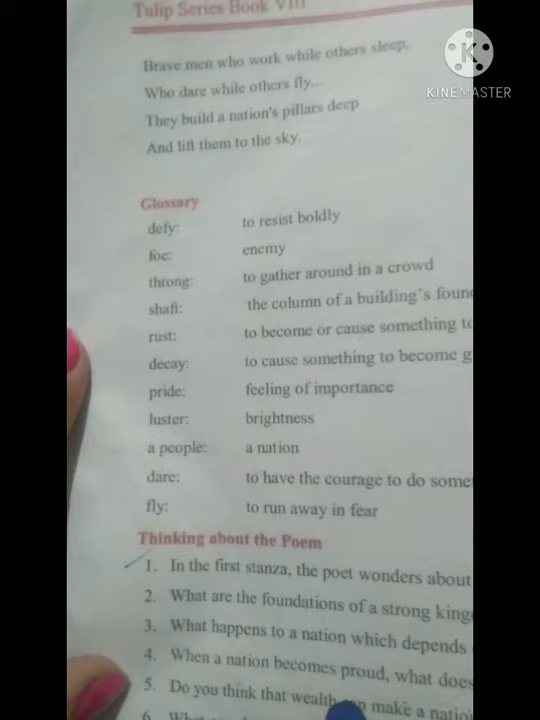 Tulip Series Book VIII
Brave men who work while others sleep,
Who dare while others fly...
They build a nation's pillars deep
And lift them to the sky.
K
KINEMASTER
Glossary
defy: to resist boldly
foe: enemy
throng: to gather around in a crowd
shaft: the column of a building's foun
rust: to become or cause something to
decay: to cause something to become g
pride: feeling of importance
luster: brightness
a people: a nation
dare: to have the courage to do some
fly: to run away in fear
Thinking about the Poem
1. In the first stanza, the poet wonders about
2. What are the foundations of a strong king
3. What happens to a nation which depends
4. When a nation becomes proud, what does
5. Do you think that wealth can make a nation
6.